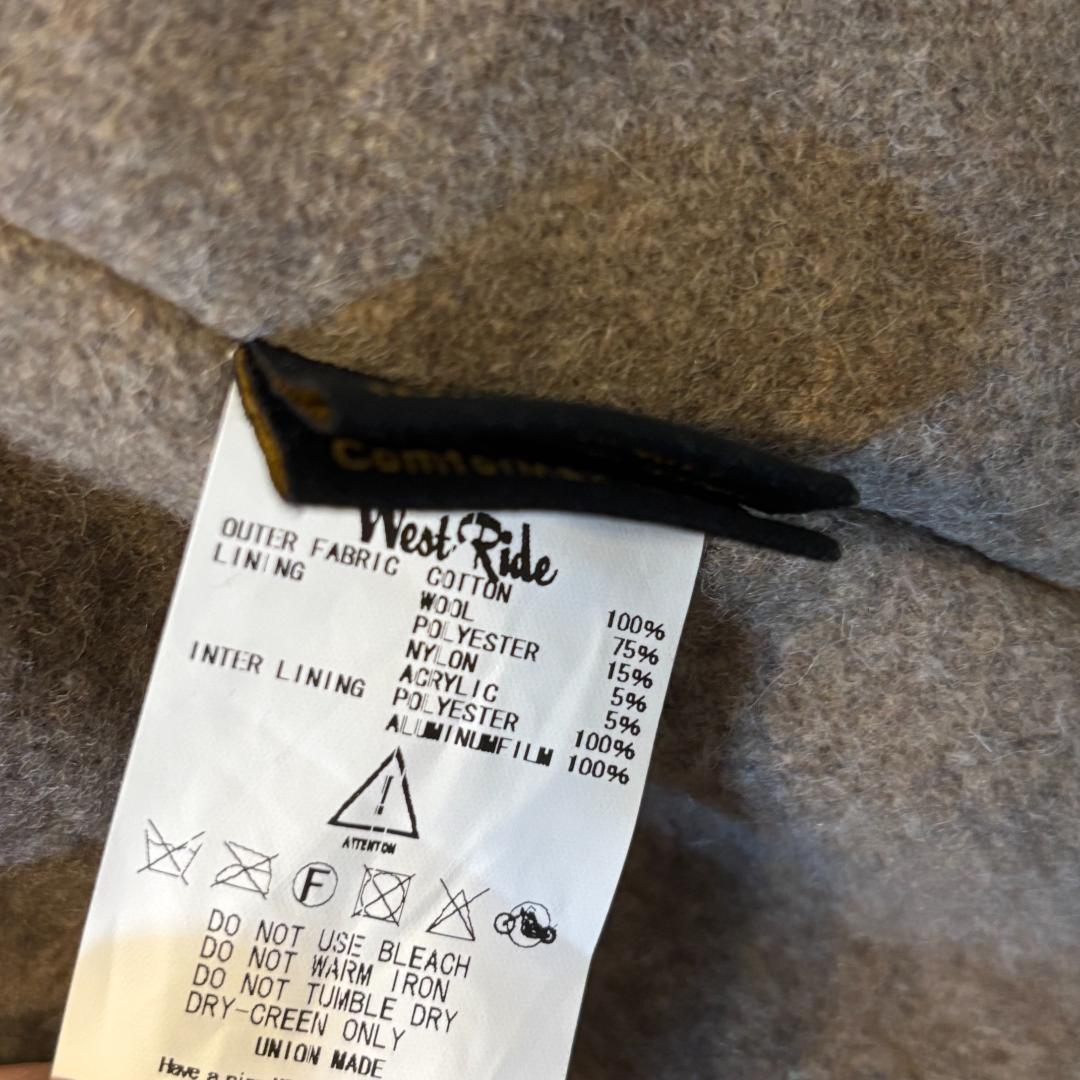 West Ride
OUTER FABRIC COTTON 100%
LINING WOOL 75%
POLYESTER 15%
NYLON 5%
ACRYLIC 5%
INTER LINING POLYESTER 100%
ALUMINUMFILM 100%
!
ATTENTION
F
DO NOT USE BLEACH
DO NOT WARM IRON
DO NOT TUMBLE DRY
DRY-CREEN ONLY
UNION MADE
Have a